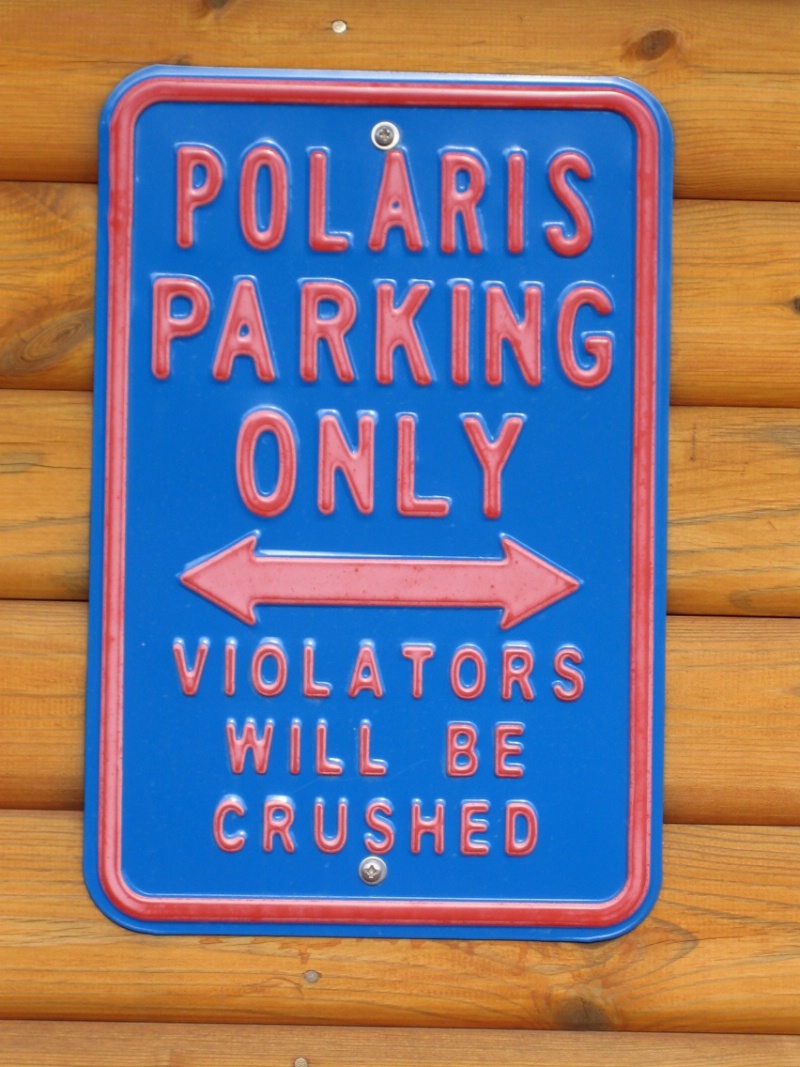 POLARIS
PARKING
ONLY
VIOLATORS
WILL BE
CRUSHED